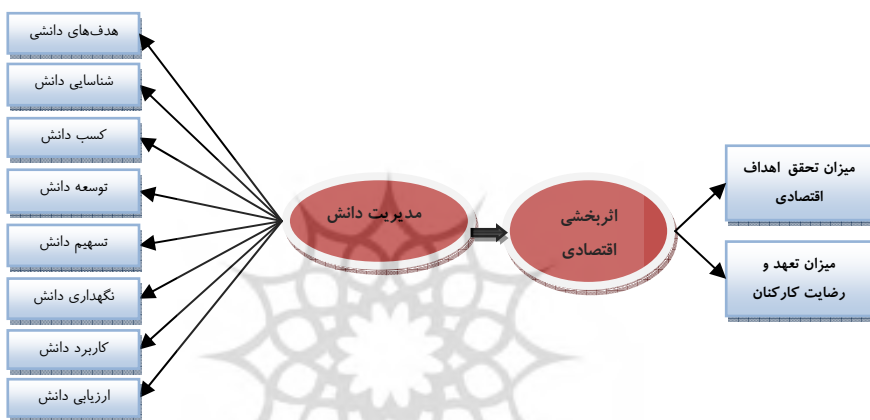 هدف‌های دانشی
شناسایی دانش
کسب دانش
توسعه دانش
تسهیم دانش
نگهداری دانش
کاربرد دانش
ارزیابی دانش
مدیریت دانش
اثربخشی
اقتصادی
میزان تحقق اهداف
اقتصادی
میزان تعهد و
رضایت کارکنان